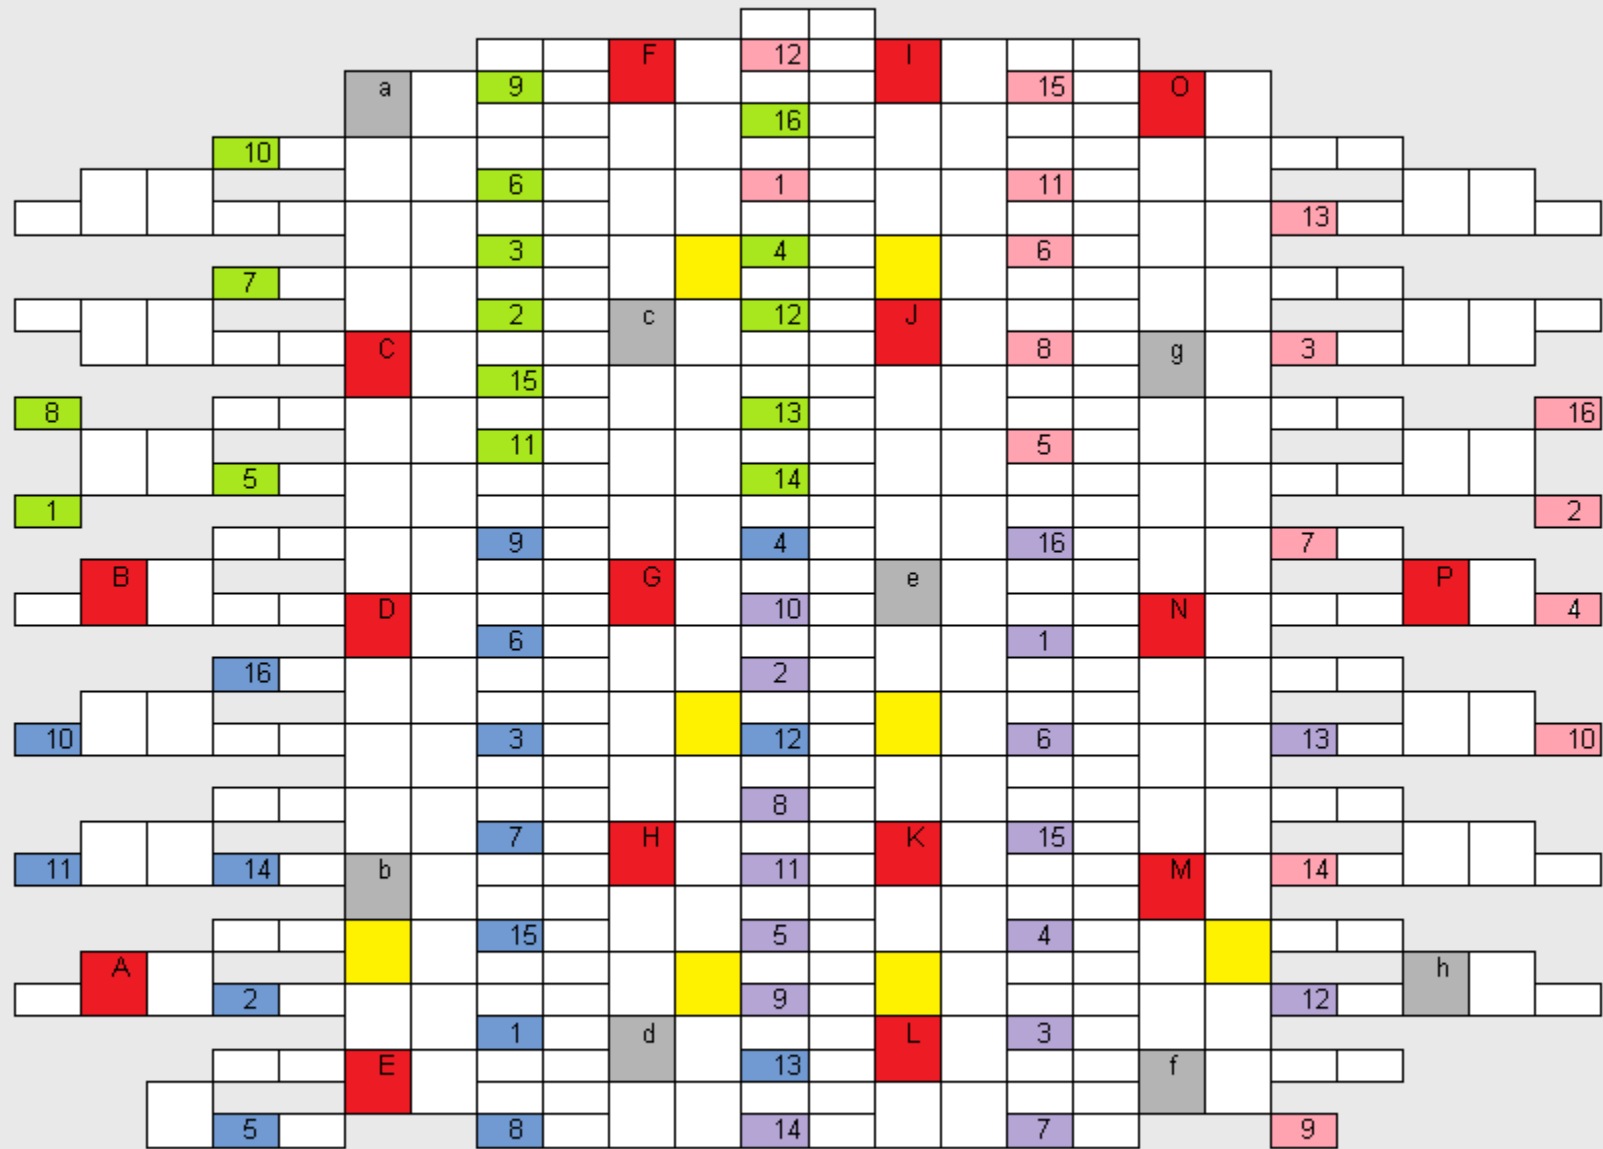 12
F I
a 9 15 O
16
10
6 1 11
13
3 4 6
7
2 c 12 J
C 8 g 3
15
8 13 16
11 5
5 14
1 2
9 4 16 7
B G e P
D 10 N 4
6 1
16 2
10 3 12 6 13 10
8
7 H K 15
11 14 b 11 M 14
15 5 4
A h
2 9 12
1 d L 3
E 13 f
5 8 14 7 9